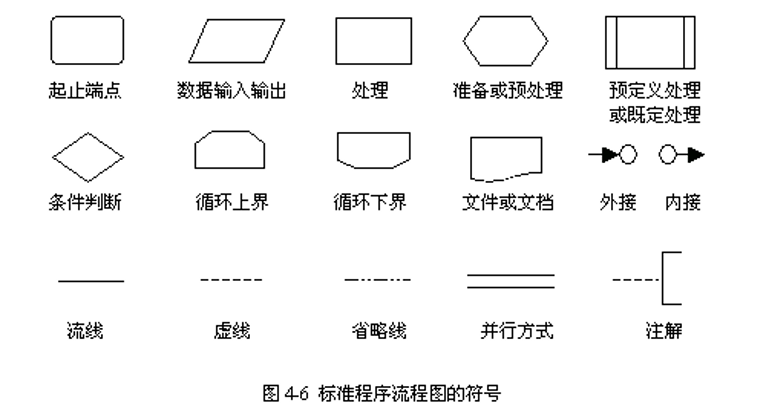 起止端点
数据输入输出
处理
准备或预处理
预定义处理
或既定处理
条件判断
循环上界
循环下界
文件或文档
外接
内接
流线
虚线
省略线
并行方式
注解
图 4-6 标准程序流程图的符号